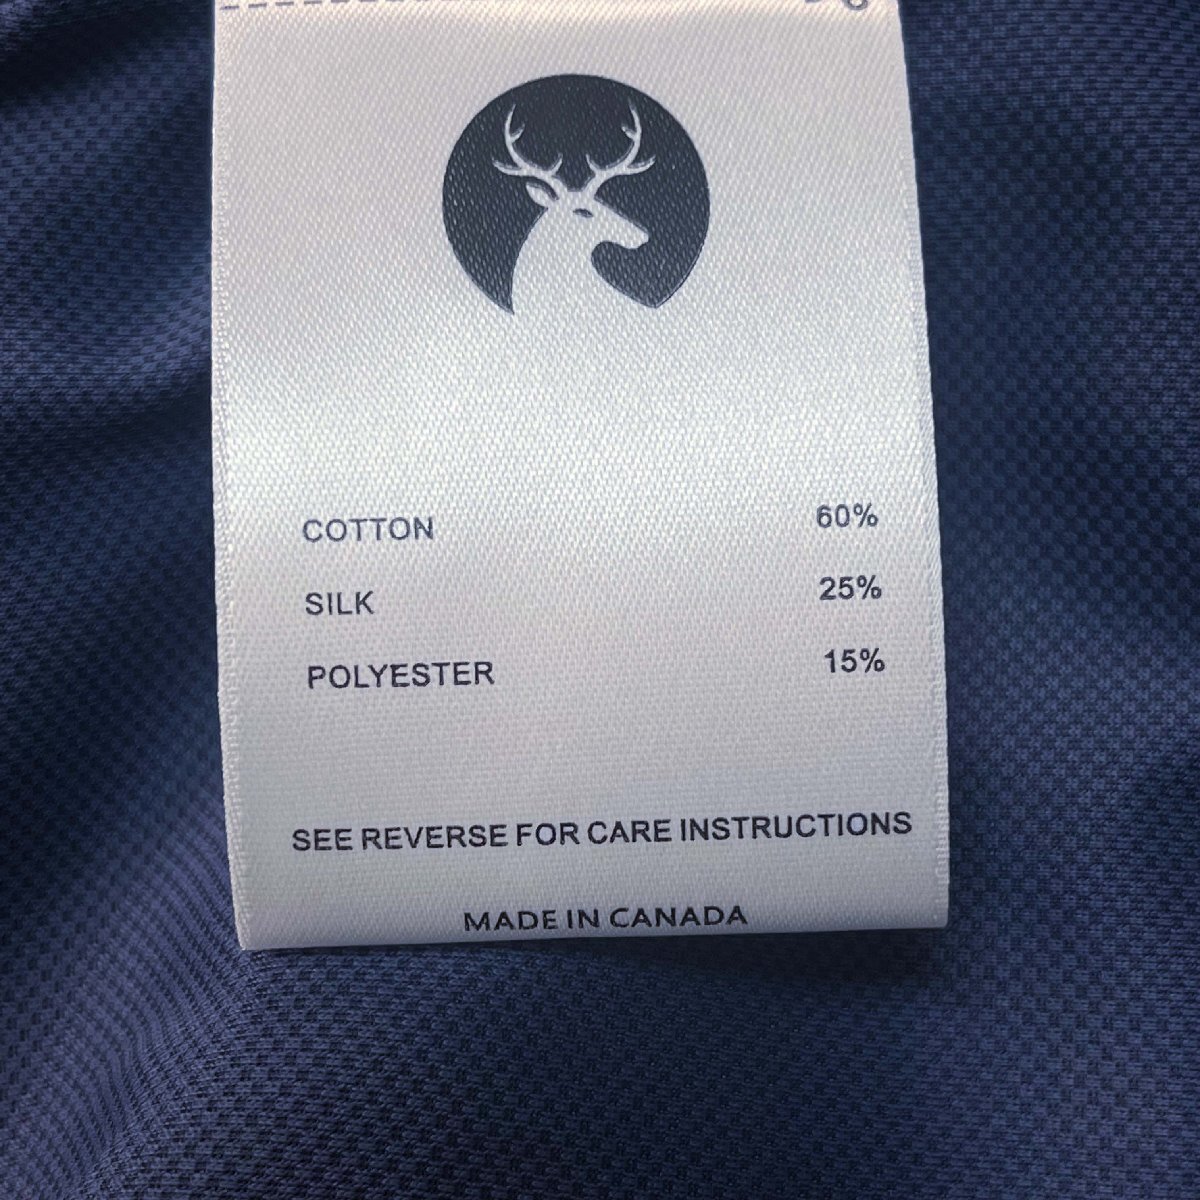 COTTON 60%
SILK 25%
POLYESTER 15%
SEE REVERSE FOR CARE INSTRUCTIONS
MADE IN CANADA